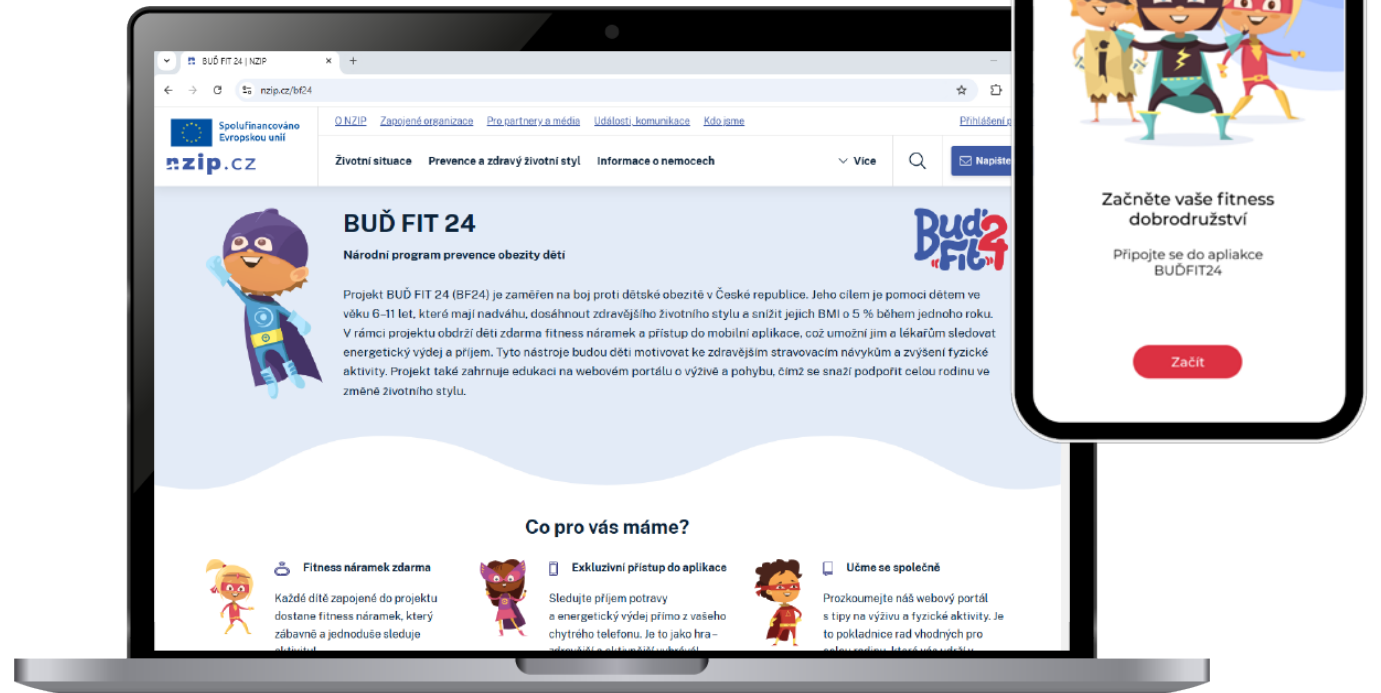 BUĎ FIT 24 | NZIP
nzip.cz/bf24
Spolufinancováno
Evropskou unií
nzip.cz
O NZIP Zapojené organizace Pro partnery a média Události, komunikace Kdo jsme Přihlášení
Životní situace Prevence a zdravý životní styl Informace o nemocech Více Napište
BUĎ FIT 24
Národní program prevence obezity dětí
Buď2
Fit4
Projekt BUĎ FIT 24 (BF24) je zaměřen na boj proti dětské obezitě v České republice. Jeho cílem je pomoci dětem ve
věku 6–11 let, které mají nadváhu, dosáhnout zdravějšího životního stylu a snížit jejich BMI o 5 % během jednoho roku.
V rámci projektu obdrží děti zdarma fitness náramek a přístup do mobilní aplikace, což umožní jim a lékařům sledovat
energetický výdej a příjem. Tyto nástroje budou děti motivovat ke zdravějším stravovacím návykům a zvýšení fyzické
aktivity. Projekt také zahrnuje edukaci na webovém portálu o výživě a pohybu, čímž se snaží podpořit celou rodinu ve
změně životního stylu.
Co pro vás máme?
Fitness náramek zdarma
Každé dítě zapojené do projektu
dostane fitness náramek, který
zábavně a jednoduše sleduje
Exkluzivní přístup do aplikace
Sledujte příjem potravy
a energetický výdej přímo z vašeho
chytrého telefonu. Je to jako hra –
Učme se společně
Prozkoumejte náš webový portál
s tipy na výživu a fyzické aktivity. Je
to pokladnice rad vhodných pro
Začněte vaše fitness
dobrodružství
Připojte se do apliakce
BUĎFIT24
Začít